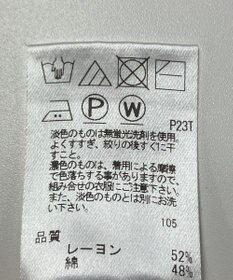 P W
P23T
淡色のものは無蛍光洗剤を使用。
よくすすぎ、絞りの後すぐに干
すこと。
濃色のものは、着用による摩擦
で色落ちする事がありますので、
組み合せの衣服にご注意下さい。
また、淡色のものとは別にお洗
い下さい。
105
品質
レーヨン 52%
綿 48%